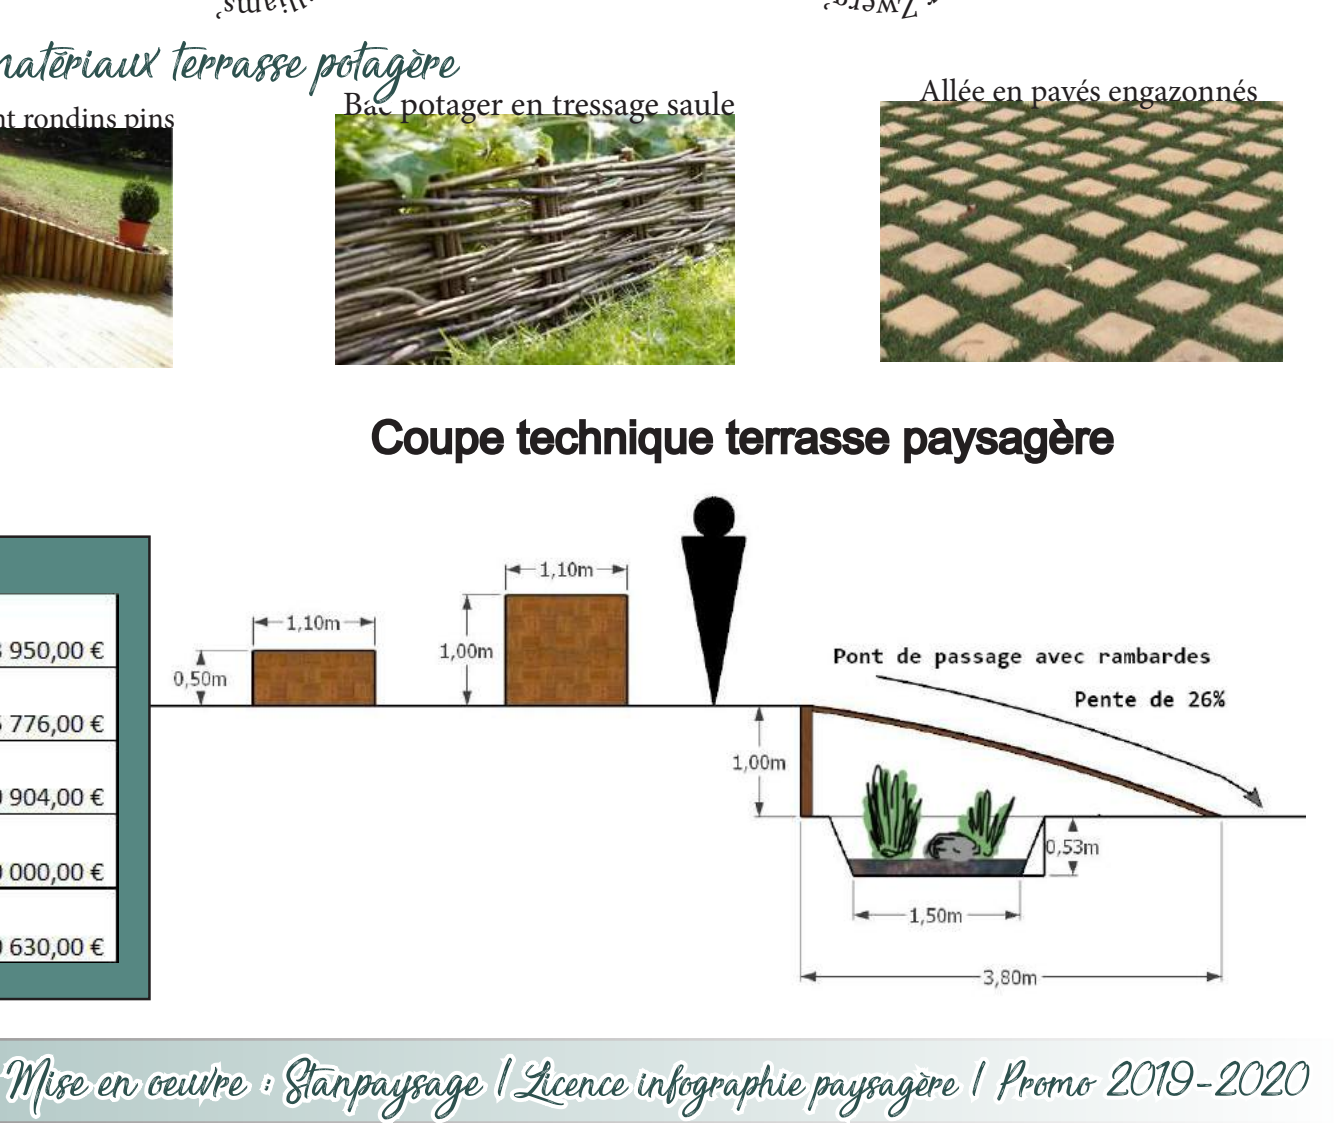 matériaux terrasse potagère
rondins pins
Bac potager en tressage saule
Allée en pavés engazonnés
Coupe technique terrasse paysagère
950,00 €
776,00 €
904,00 €
000,00 €
630,00 €
1,10m
0,50m
1,10m
1,00m
Pont de passage avec rambardes
Pente de 26%
1,00m
0,53m
1,50m
3,80m
Mise en oeuvre : Stanpaysage / Licence infographie paysagère / Promo 2019-2020